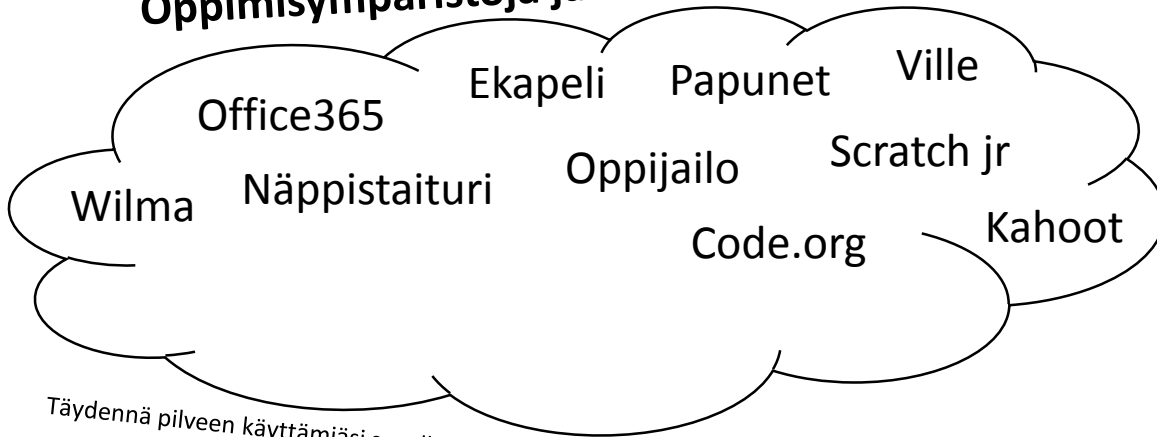 Oppimisympäristöjä ja
Ekapeli Papunet Ville
Office365
Oppijailo Scratch jr
Wilma Näppistaituri
Code.org Kahoot
Täydennä pilveen käyttämiäsi